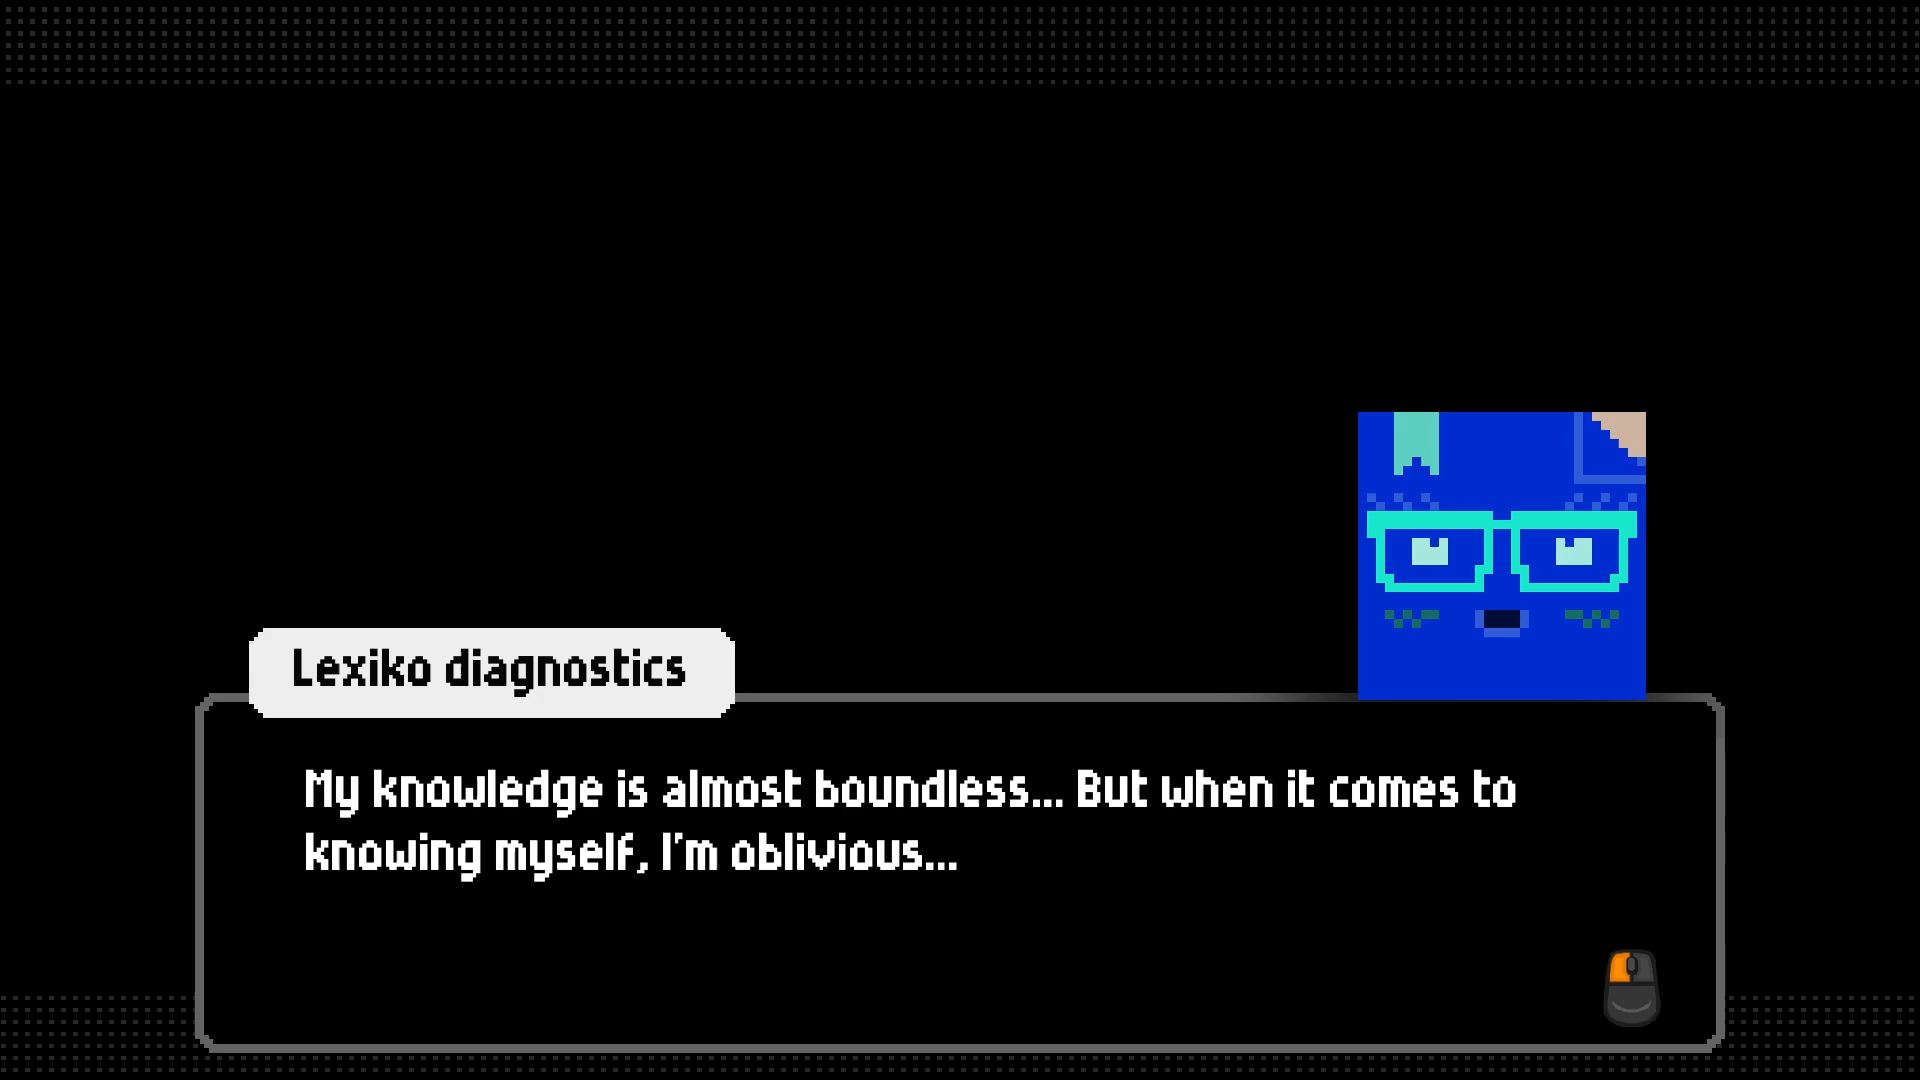 Lexiko diagnostics
My knowledge is almost boundless... But when it comes to
knowing myself, I'm oblivious...